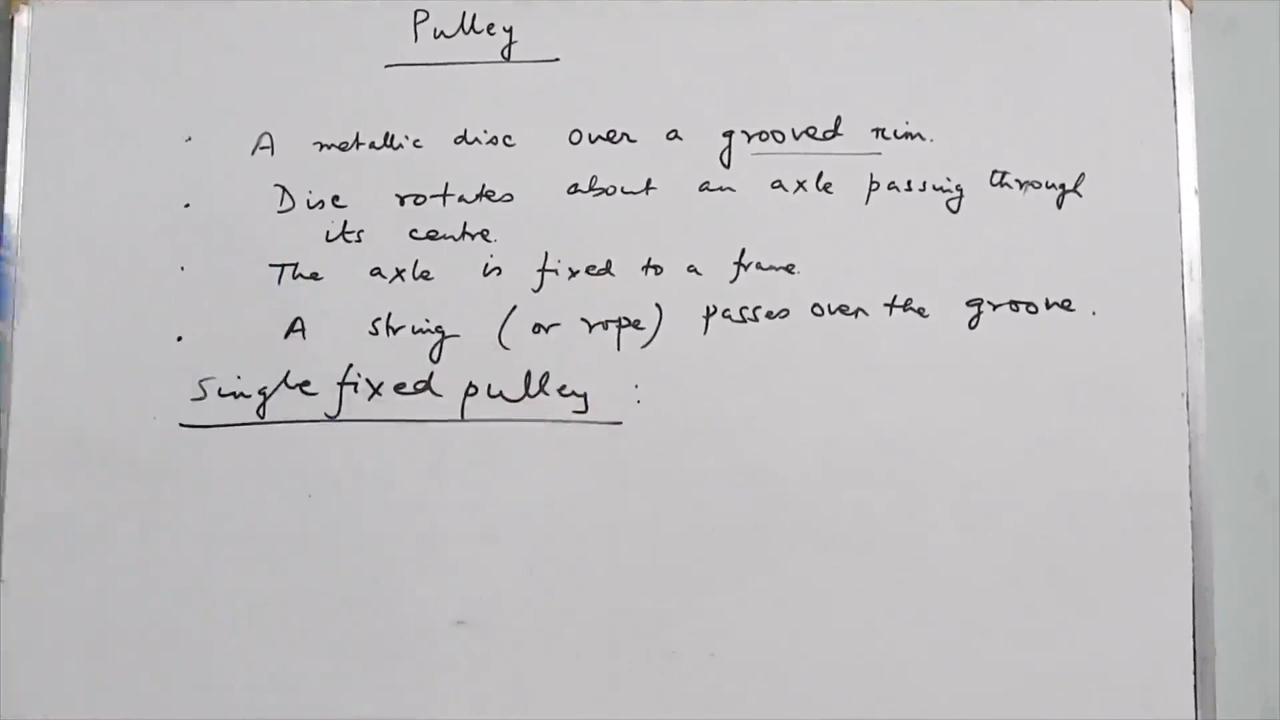 Pulley
· A metallic disc over a grooved rim.
· Disc rotates about an axle passing through
its centre.
· The axle is fixed to a frame.
· A string (or rope) passes over the groove.
Single fixed pulley :